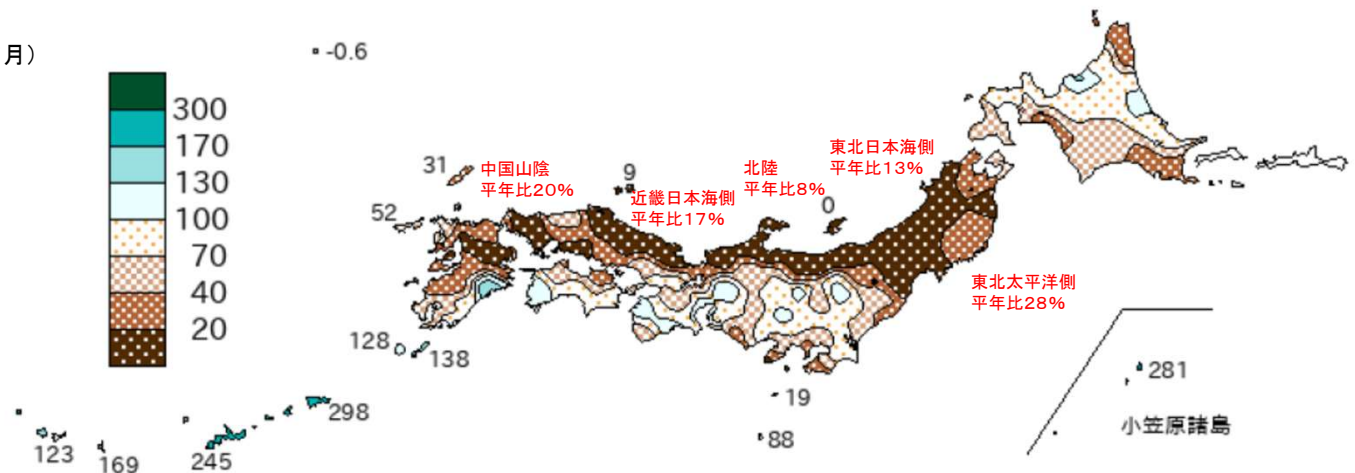 月）
-0.6
300
170
130
100
70
40
20
31
中国山陰
平年比20%
9
近畿日本海側
平年比17%
北陸
平年比8%
東北日本海側
平年比13%
0
52
東北太平洋側
平年比28%
128
138
19
88
281
小笠原諸島
298
123
169
245